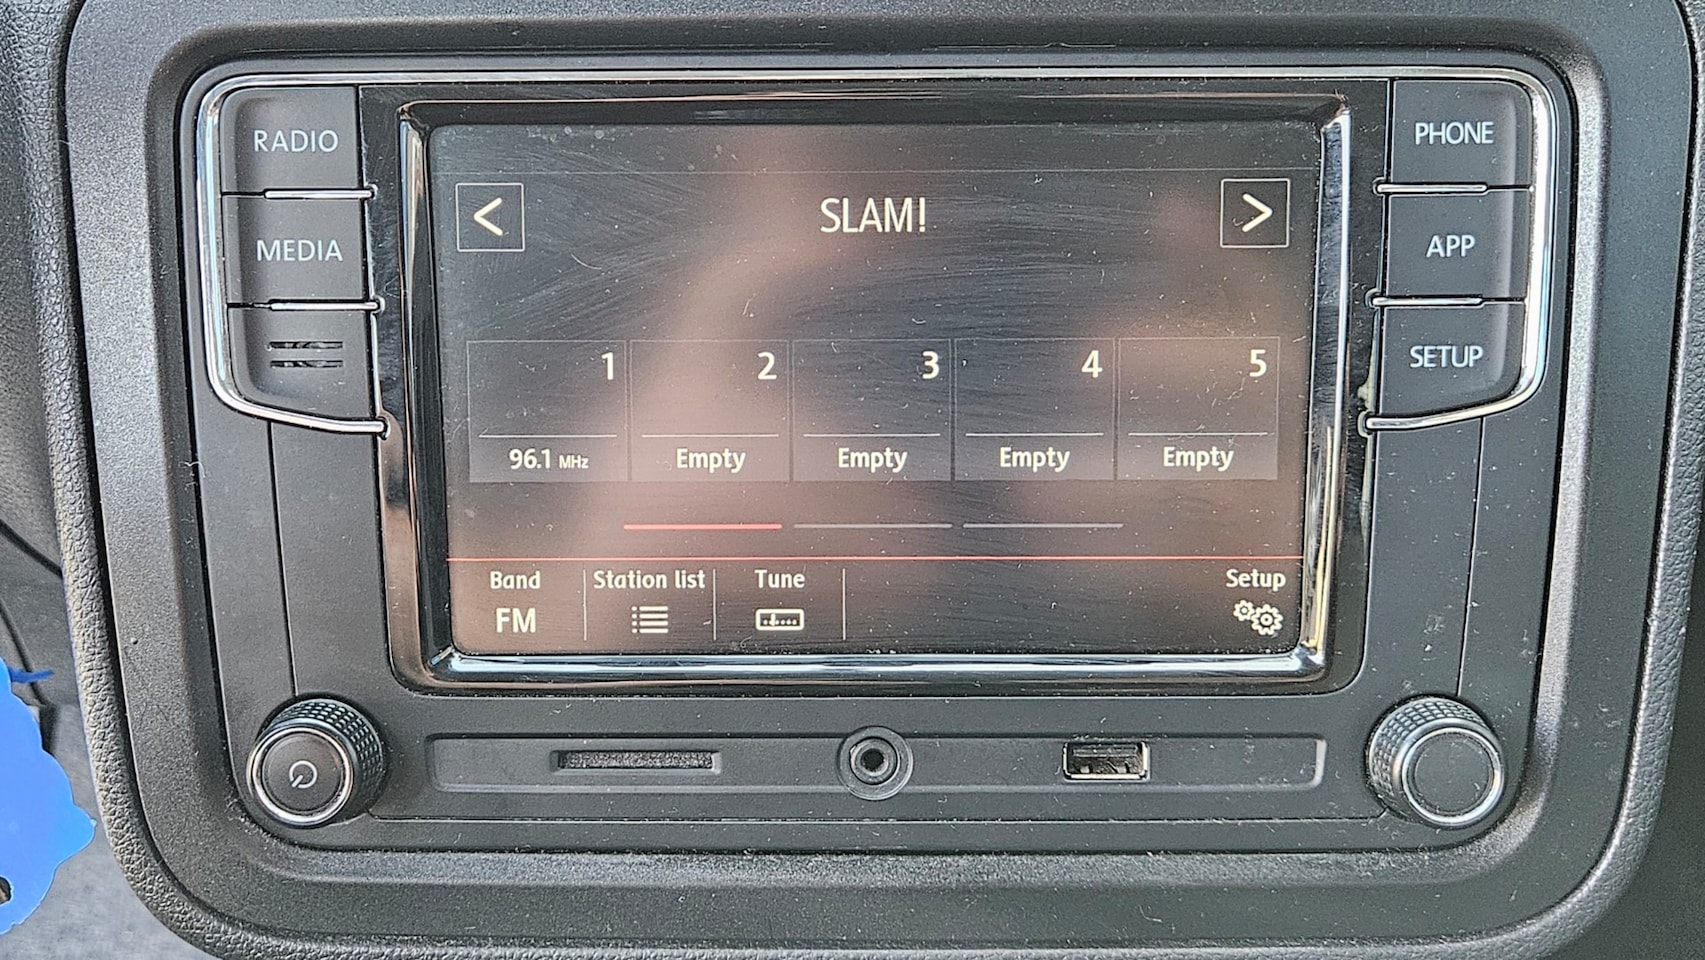 RADIO
MEDIA
PHONE
APP
SETUP
<
SLAM!
>
1 2 3 4 5
96.1 MHz Empty Empty Empty Empty
Band Station list Tune Setup
FM